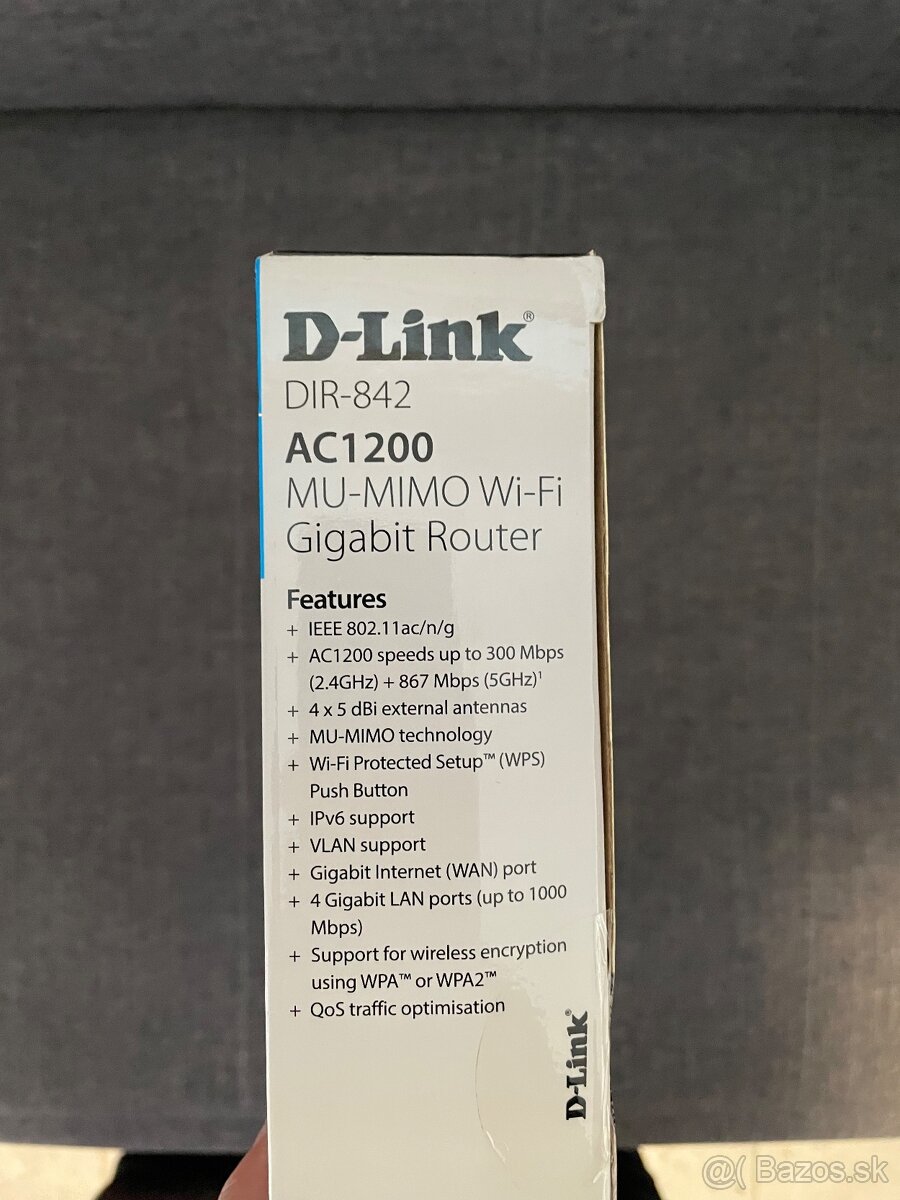 D-Link®
DIR-842
AC1200
MU-MIMO Wi-Fi
Gigabit Router
Features
+ IEEE 802.11ac/n/g
+ AC1200 speeds up to 300 Mbps
(2.4GHz) + 867 Mbps (5GHz)¹
+ 4 x 5 dBi external antennas
+ MU-MIMO technology
+ Wi-Fi Protected Setup™ (WPS)
Push Button
+ IPv6 support
+ VLAN support
+ Gigabit Internet (WAN) port
+ 4 Gigabit LAN ports (up to 1000
Mbps)
+ Support for wireless encryption
using WPA™ or WPA2™
+ QoS traffic optimisation
D-Link®
@( Bazos.sk